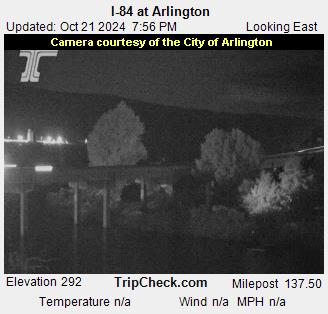 I-84 at Arlington
Updated: Oct 21 2024 7:56 PM Looking East
Camera courtesy of the City of Arlington
Elevation 292 TripCheck.com Milepost 137.50
Temperature n/a Wind n/a MPH n/a